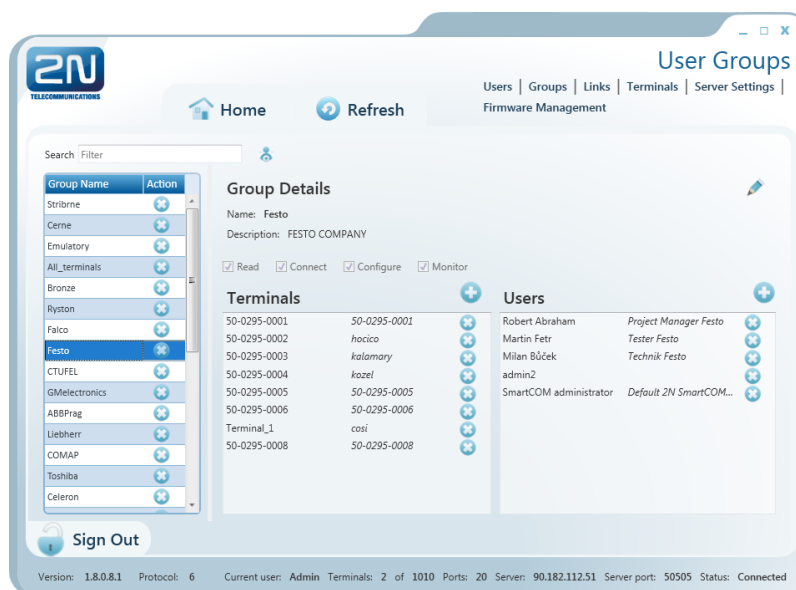 2N
TELECOMMUNICATIONS
User Groups
Users | Groups | Links | Terminals | Server Settings |
Firmware Management
Home
Refresh
Search Filter
Group Name Action
Stribrne
Cerne
Emulatory
All_terminals
Bronze
Ryston
Falco
Festo
CTUFEL
GMelectronics
ABBPrag
Liebherr
COMAP
Toshiba
Celeron
Group Details
Name: Festo
Description: FESTO COMPANY
Read Connect Configure Monitor
Terminals
50-0295-0001 50-0295-0001
50-0295-0002 hocico
50-0295-0003 kalamary
50-0295-0004 kozel
50-0295-0005 50-0295-0005
50-0295-0006 50-0295-0006
Terminal_1 cosi
50-0295-0008 50-0295-0008
Users
Robert Abraham Project Manager Festo
Martin Fetr Tester Festo
Milan Bůček Technik Festo
admin2
SmartCOM administrator Default 2N SmartCOM...
Sign Out
Version: 1.8.0.8.1 Protocol: 6 Current user: Admin Terminals: 2 of 1010 Ports: 20 Server: 90.182.112.51 Server port: 50505 Status: Connected